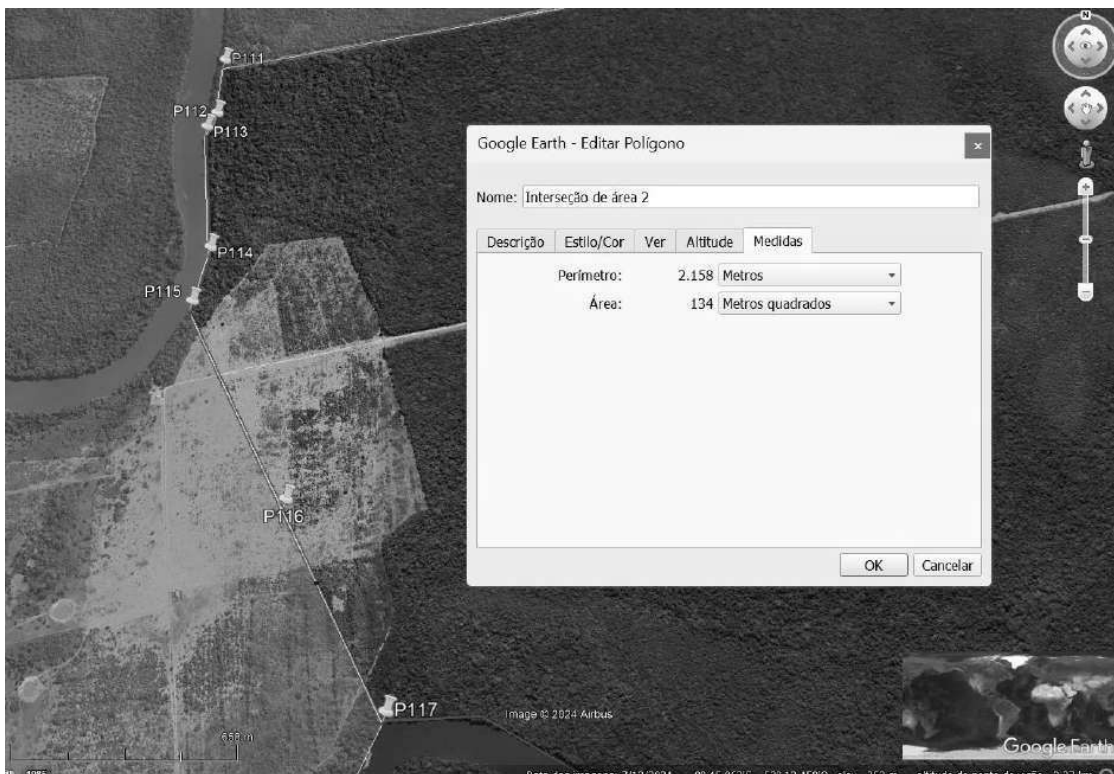 N
P111
P112
P113
Google Earth - Editar Polígono
Nome: Interseção de área 2
Descrição Estilo/Cor Ver Altitude Medidas
P114
Perímetro: 2.158 Metros
P115
Área: 134 Metros quadrados
P116
OK Cancelar
P117
Image © 2024 Airbus
658 m
Google Earth
1985